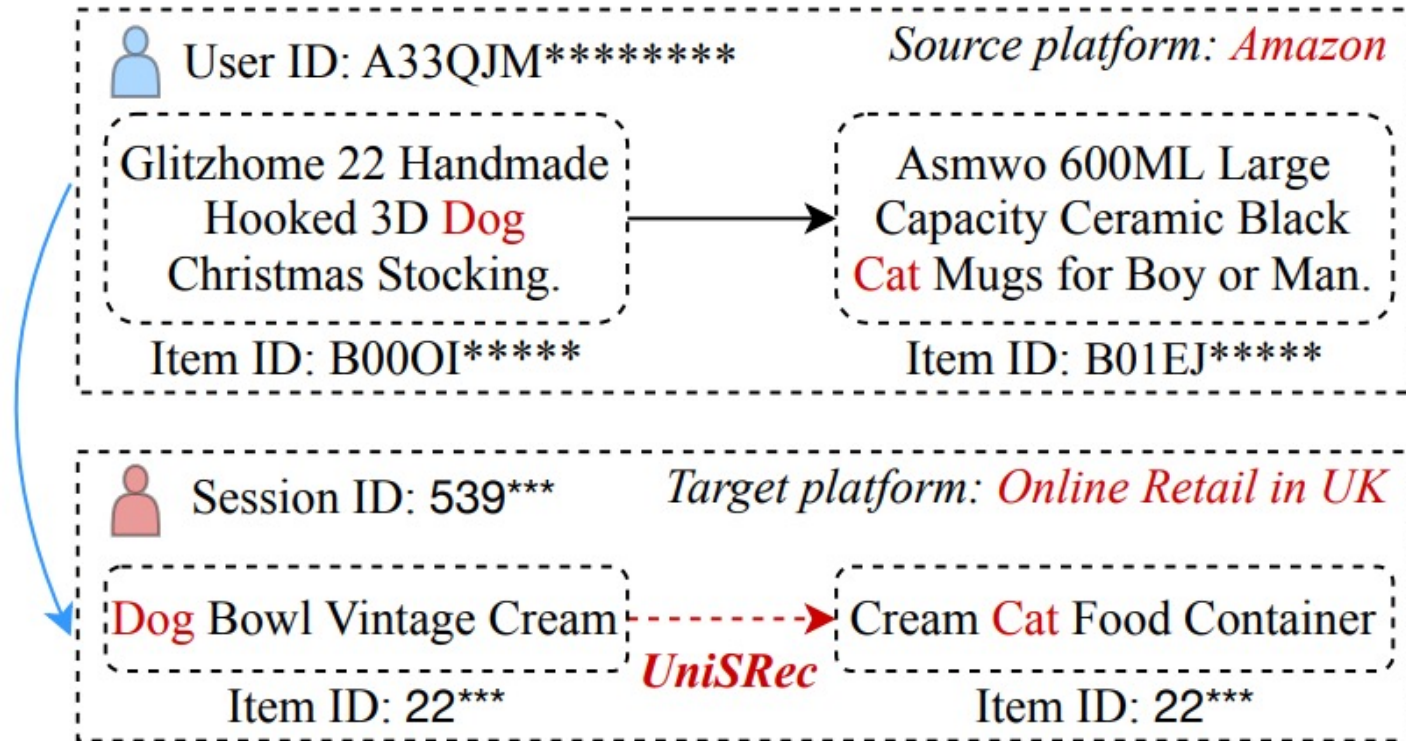 User ID: A33QJM********
Source platform: Amazon
Glitzhome 22 Handmade
Hooked 3D Dog
Christmas Stocking.
Item ID: B00OI*****
Asmwo 600ML Large
Capacity Ceramic Black
Cat Mugs for Boy or Man.
Item ID: B01EJ*****
Session ID: 539***
Target platform: Online Retail in UK
Dog Bowl Vintage Cream
Item ID: 22***
UniSRec
Cream Cat Food Container
Item ID: 22***